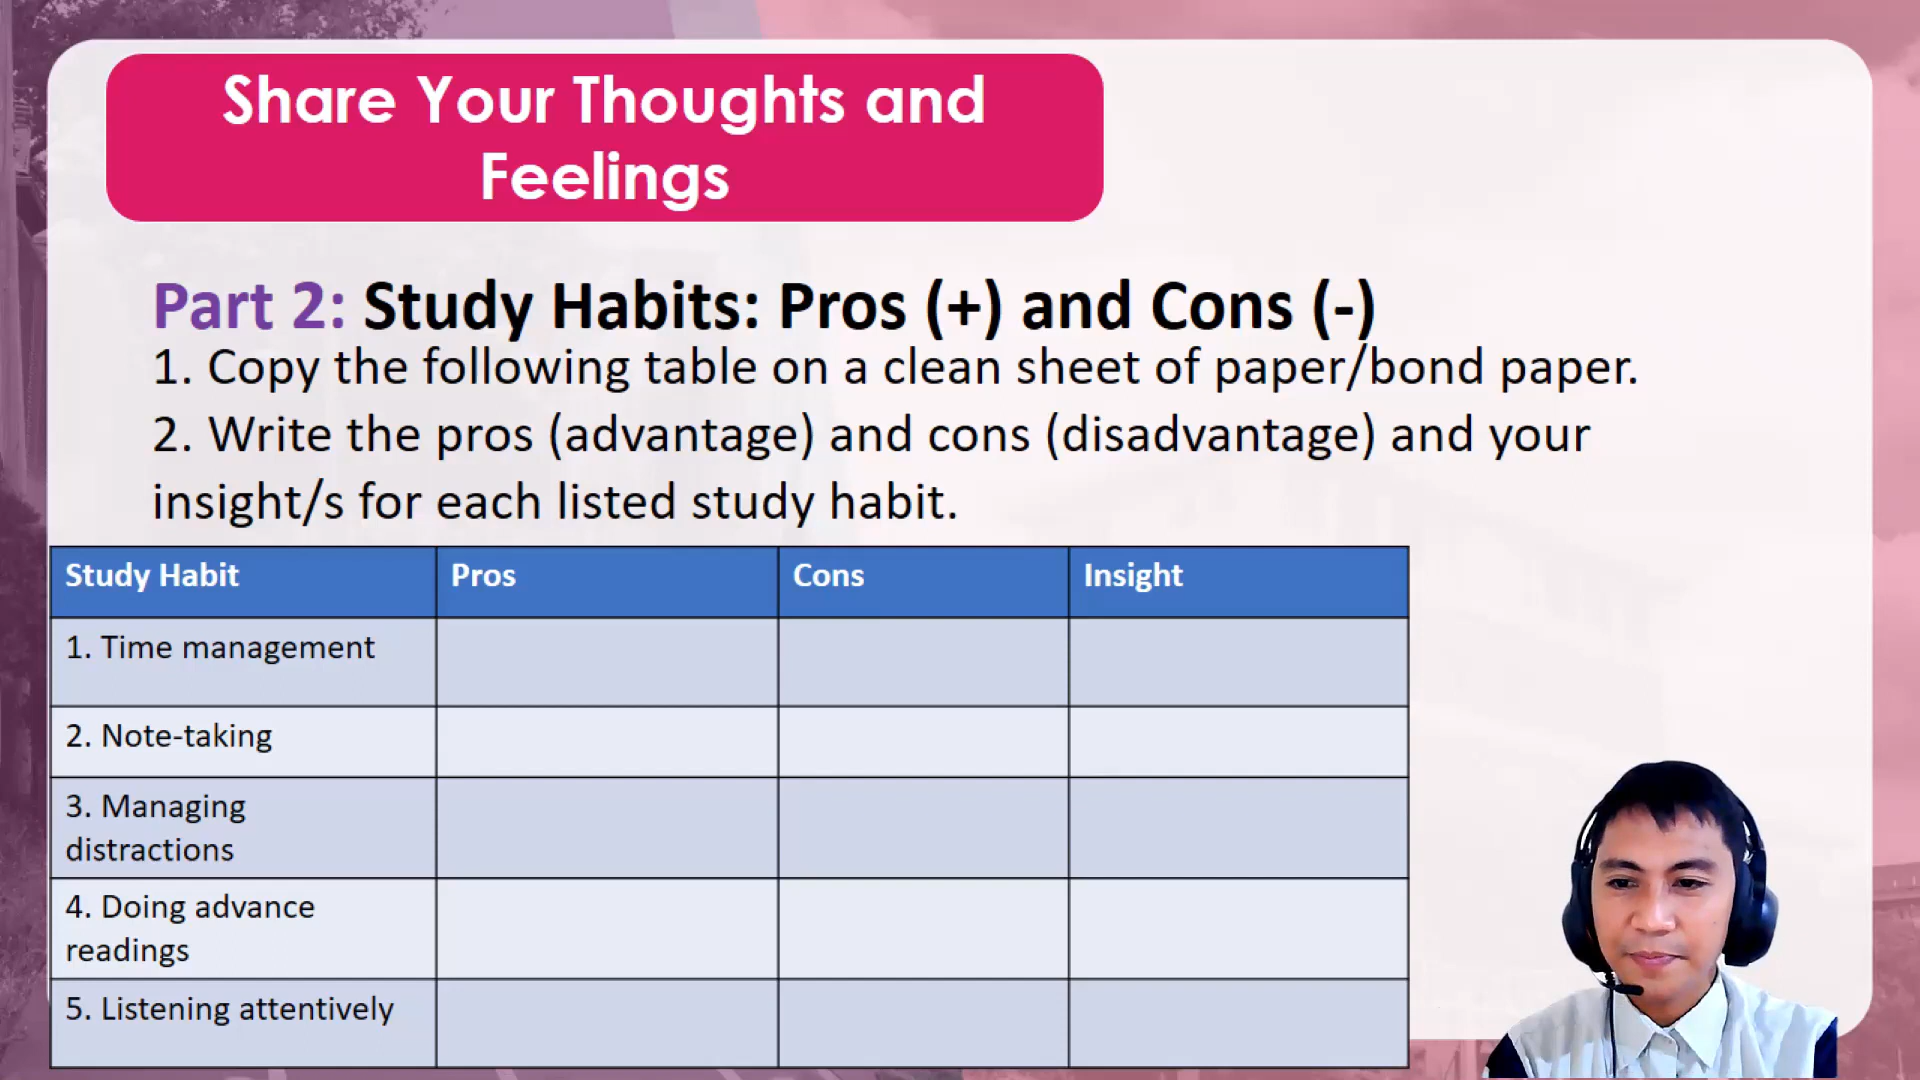 Share Your Thoughts and
Feelings
Part 2: Study Habits: Pros (+) and Cons (-)
1. Copy the following table on a clean sheet of paper/bond paper.
2. Write the pros (advantage) and cons (disadvantage) and your
insight/s for each listed study habit.
Study Habit Pros Cons Insight
1. Time management
2. Note-taking
3. Managing
distractions
4. Doing advance
readings
5. Listening attentively